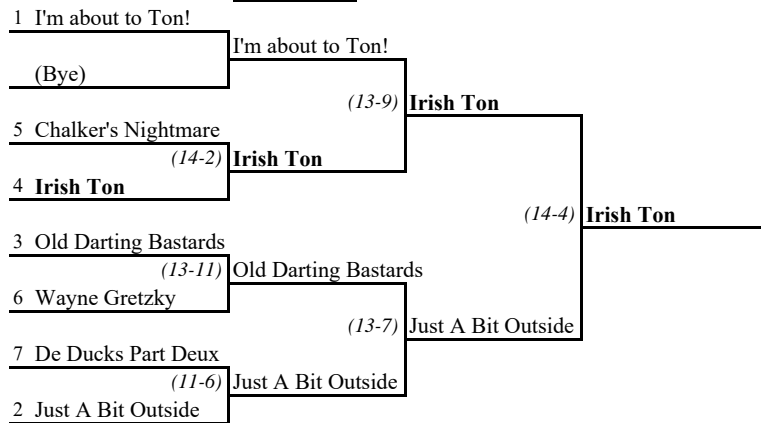 1 I'm about to Ton!
I'm about to Ton!
(Bye)
(13-9) Irish Ton
5 Chalker's Nightmare
(14-2) Irish Ton
4 Irish Ton
(14-4) Irish Ton
3 Old Darting Bastards
(13-11) Old Darting Bastards
6 Wayne Gretzky
(13-7) Just A Bit Outside
7 De Ducks Part Deux
(11-6) Just A Bit Outside
2 Just A Bit Outside